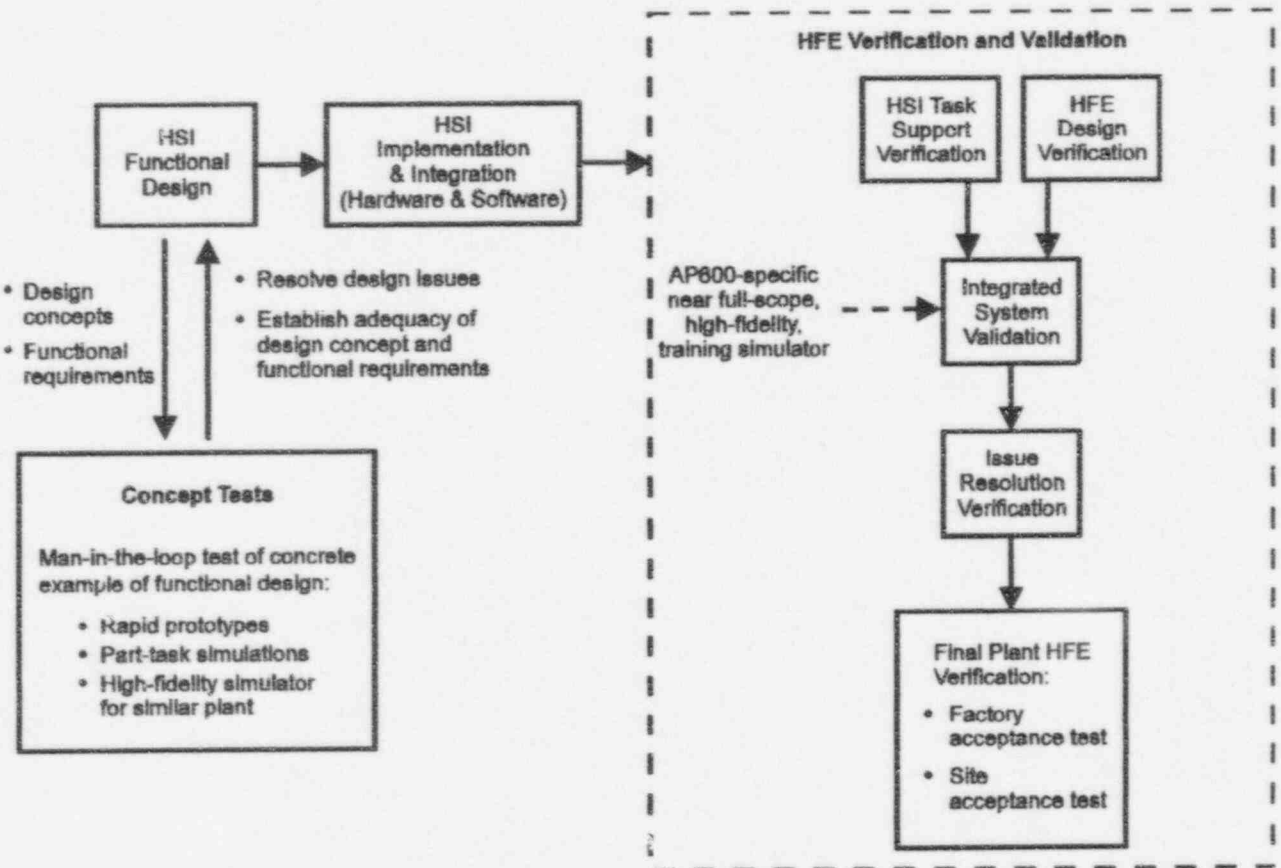 HSI
Functional
Design
HSI
Implementation
& Integration
(Hardware & Software)
• Design
concepts
• Functional
requirements
• Resolve design issues
• Establish adequacy of
design concept and
functional requirements
Concept Tests
Man-in-the-loop test of concrete
example of functional design:
• Rapid prototypes
• Part-task simulations
• High-fidelity simulator
for similar plant
HFE Verification and Validation
HSI Task
Support
Verification
HFE
Design
Verification
AP600-specific
near full-scope,
high-fidelity,
training simulator
Integrated
System
Validation
Issue
Resolution
Verification
Final Plant HFE
Verification:
• Factory
acceptance test
• Site
acceptance test